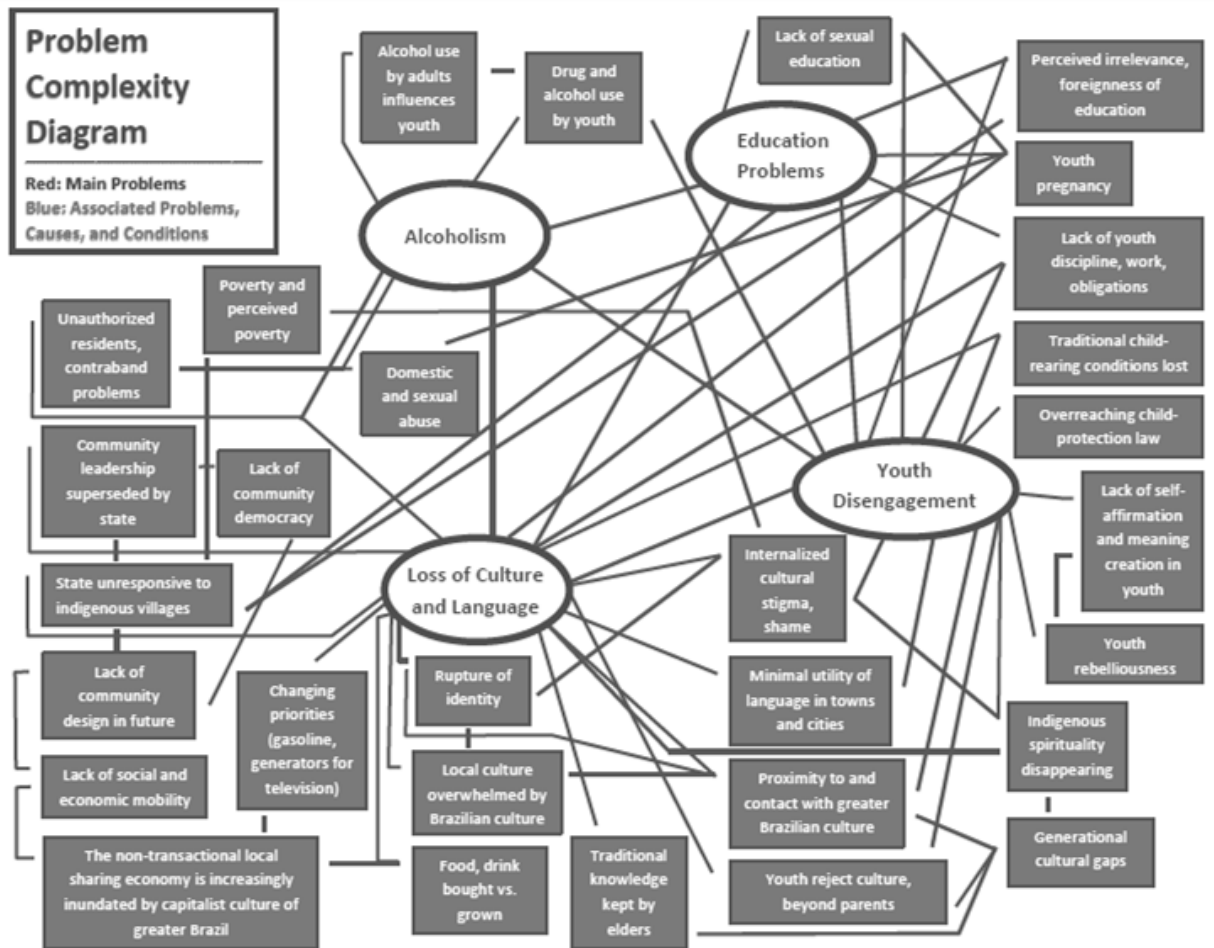 Problem
Complexity
Diagram
Red: Main Problems
Blue: Associated Problems,
Causes, and Conditions
Alcohol use
by adults
influences
youth
Drug and
alcohol use
by youth
Lack of sexual
education
Perceived irrelevance,
foreignness of
education
Education
Problems
Youth
pregnancy
Alcoholism
Lack of youth
discipline, work,
obligations
Poverty and
perceived
poverty
Unauthorized
residents,
contraband
problems
Domestic
and sexual
abuse
Traditional child-
rearing conditions lost
Overreaching child-
protection law
Community
leadership
superseded by
state
Lack of
community
democracy
Youth
Disengagement
Lack of self-
affirmation
and meaning
creation in
youth
State unresponsive to
indigenous villages
Loss of Culture
and Language
Internalized
cultural
stigma,
shame
Youth
rebelliousness
Lack of
community
design in future
Changing
priorities
(gasoline,
generators for
television)
Rupture of
identity
Minimal utility of
language in towns
and cities
Indigenous
spirituality
disappearing
Lack of social and
economic mobility
Local culture
overwhelmed by
Brazilian culture
Proximity to and
contact with greater
Brazilian culture
Generational
cultural gaps
The non-transactional local
sharing economy is increasingly
inundated by capitalist culture of
greater Brazil
Food, drink
bought vs.
grown
Traditional
knowledge
kept by
elders
Youth reject culture,
beyond parents